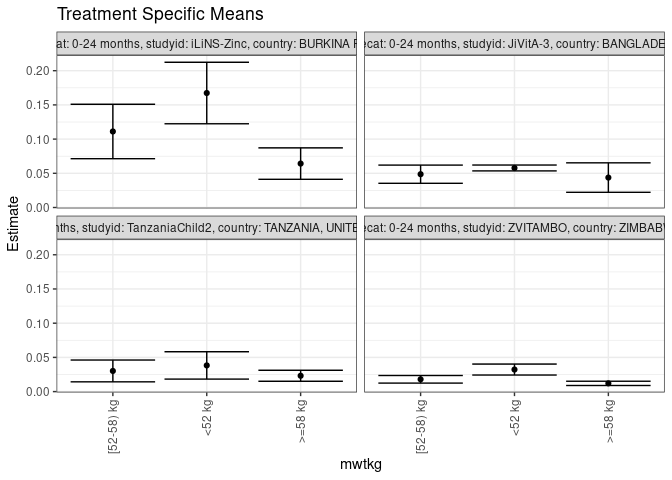 Treatment Specific Means
cat: 0-24 months, studyid: iLiNS-Zinc, country: BURKINA F
ecat: 0-24 months, studyid: JiVitA-3, country: BANGLADE
0.20
0.15
0.10
0.05
0.00
nths, studyid: TanzaniaChild2, country: TANZANIA, UNITE
ecat: 0-24 months, studyid: ZVITAMBO, country: ZIMBABW
0.20
0.15
0.10
0.05
0.00
Estimate
[52-58) kg
<52 kg
>=58 kg
[52-58) kg
<52 kg
>=58 kg
mwtkg